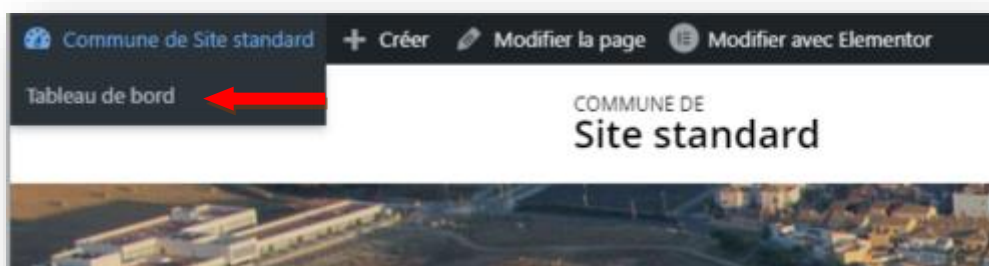 Commune de Site standard Créer Modifier la page Modifier avec Elementor
Tableau de bord
COMMUNE DE
Site standard